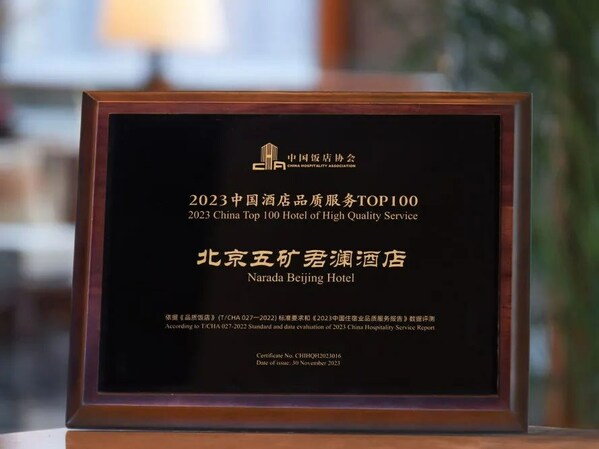 中国饭店协会
CHA CHINA HOSPITALITY ASSOCIATION
2023中国酒店品质服务TOP100
2023 China Top 100 Hotel of High Quality Service
北京五矿君澜酒店
Narada Beijing Hotel
依据《品质饭店》(T/CHA 027—2022) 标准要求和《2023中国住宿业品质服务报告》数据评测
According to T/CHA 027-2022 Standard and data evaluation of 2023 China Hospitality Service Report
Certificate No. CHIHQH2023016
Date of issue: 30 November 2023